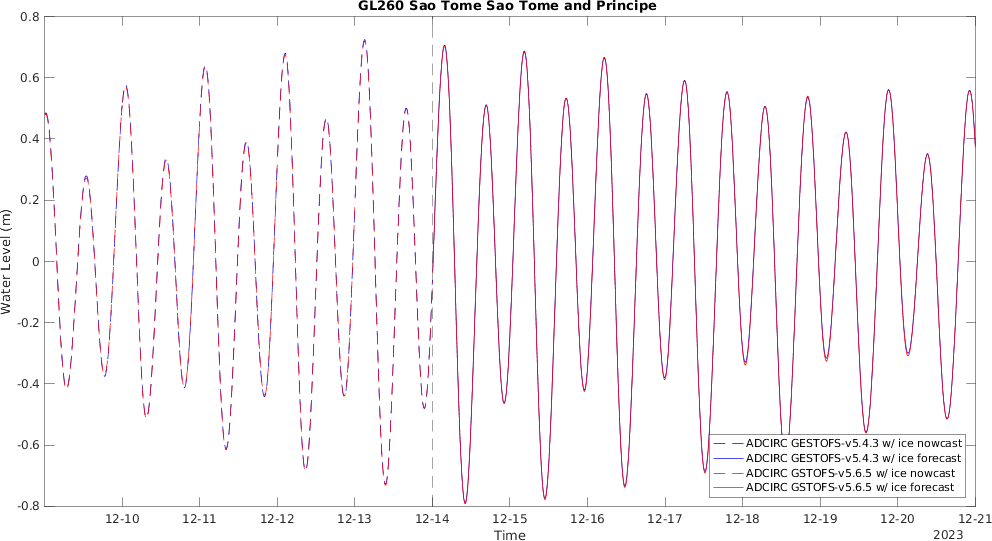 GL260 Sao Tome Sao Tome and Principe
Water Level (m)
0.8
0.6
0.4
0.2
0
-0.2
-0.4
-0.6
-0.8
ADCIRC GESTOFS-v5.4.3 w/ ice nowcast
ADCIRC GESTOFS-v5.4.3 w/ ice forecast
ADCIRC GSTOFS-v5.6.5 w/ ice nowcast
ADCIRC GSTOFS-v5.6.5 w/ ice forecast
12-10 12-11 12-12 12-13 12-14 12-15 12-16 12-17 12-18 12-19 12-20 12-21
Time
2023